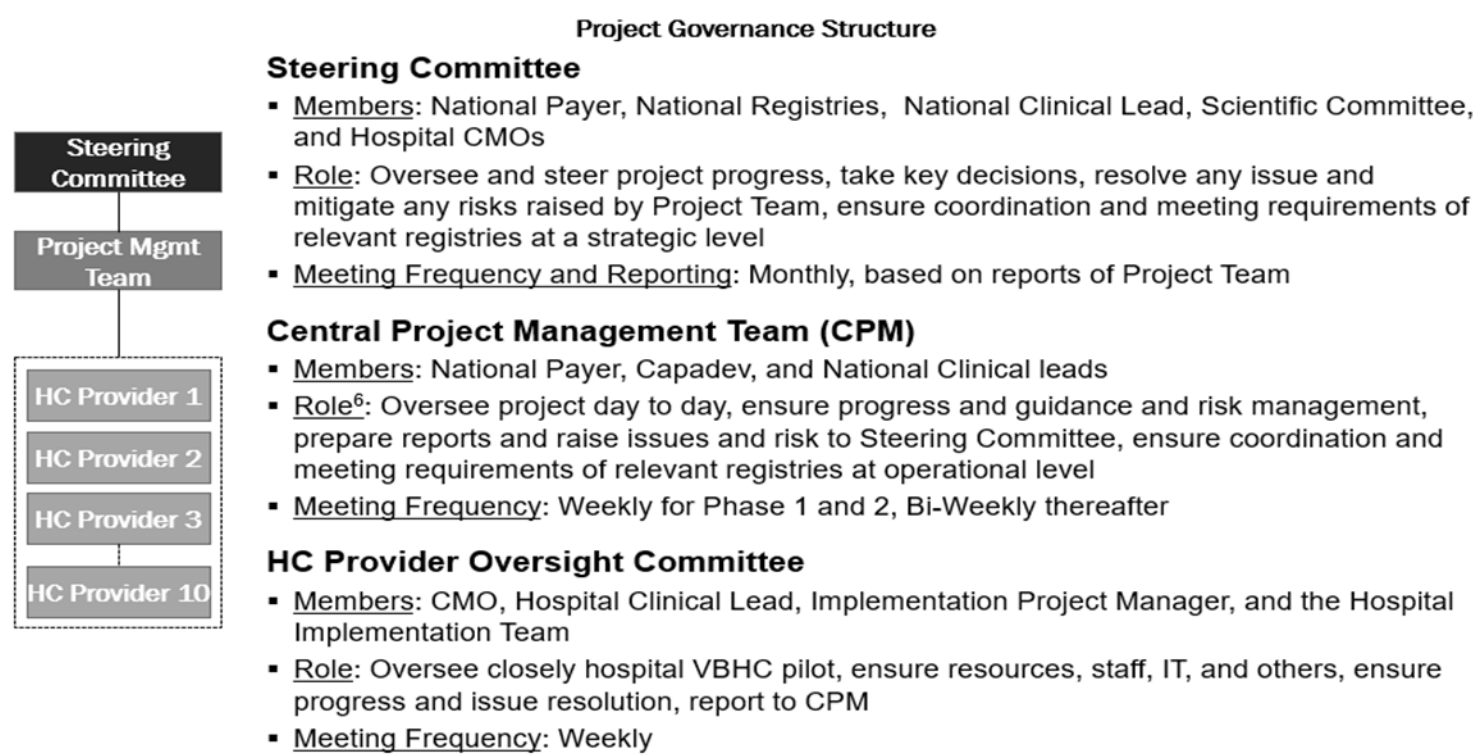 Project Governance Structure
Steering
Committee
Project Mgmt
Team
HC Provider 1
HC Provider 2
HC Provider 3
HC Provider 10
Steering Committee
▪ Members: National Payer, National Registries,  National Clinical Lead, Scientific Committee,
and Hospital CMOs
▪ Role: Oversee and steer project progress, take key decisions, resolve any issue and
mitigate any risks raised by Project Team, ensure coordination and meeting requirements of
relevant registries at a strategic level
▪ Meeting Frequency and Reporting: Monthly, based on reports of Project Team
Central Project Management Team (CPM)
▪ Members: National Payer, Capadev, and National Clinical leads
▪ Role⁶: Oversee project day to day, ensure progress and guidance and risk management,
prepare reports and raise issues and risk to Steering Committee, ensure coordination and
meeting requirements of relevant registries at operational level
▪ Meeting Frequency: Weekly for Phase 1 and 2, Bi-Weekly thereafter
HC Provider Oversight Committee
▪ Members: CMO, Hospital Clinical Lead, Implementation Project Manager, and the Hospital
Implementation Team
▪ Role: Oversee closely hospital VBHC pilot, ensure resources, staff, IT, and others, ensure
progress and issue resolution, report to CPM
▪ Meeting Frequency: Weekly